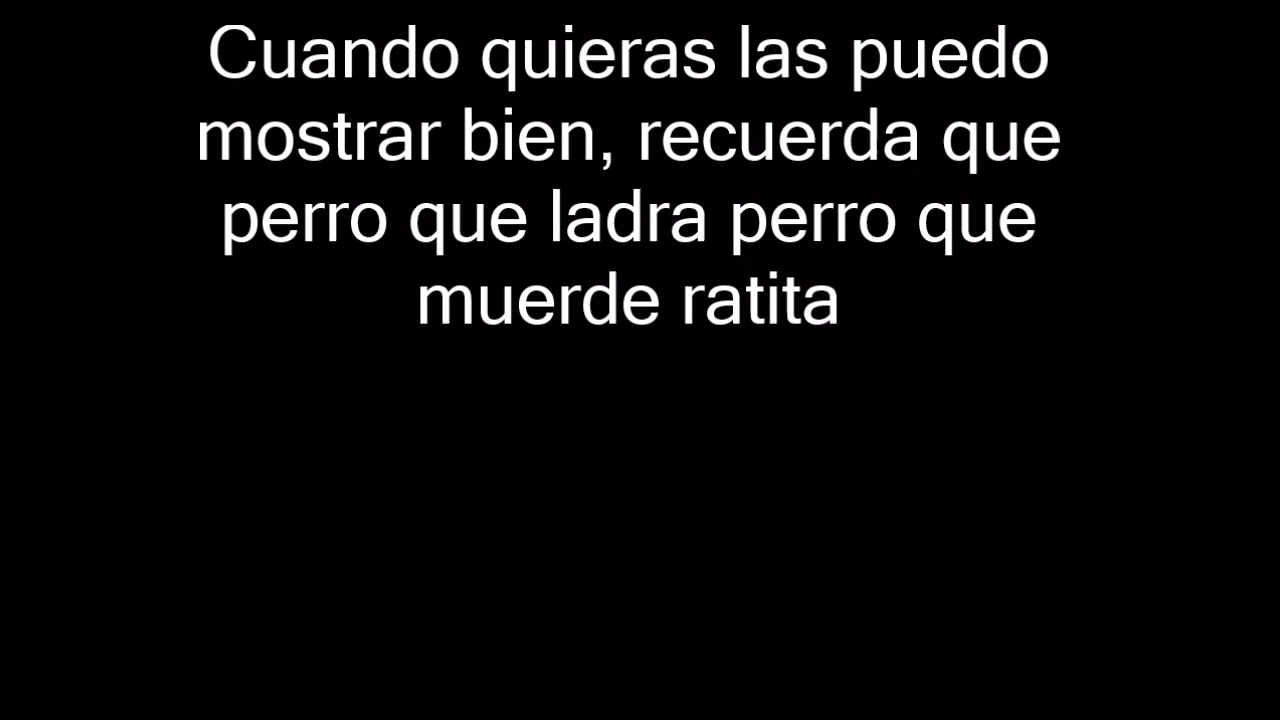 Cuando quieras las puedo
mostrar bien, recuerda que
perro que ladra perro que
muerde ratita